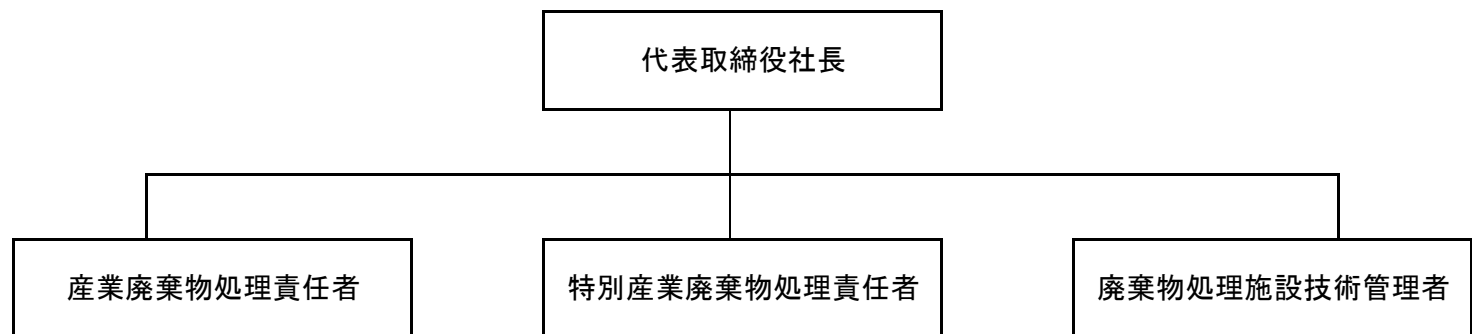 代表取締役社長
産業廃棄物処理責任者
特別産業廃棄物処理責任者
廃棄物処理施設技術管理者